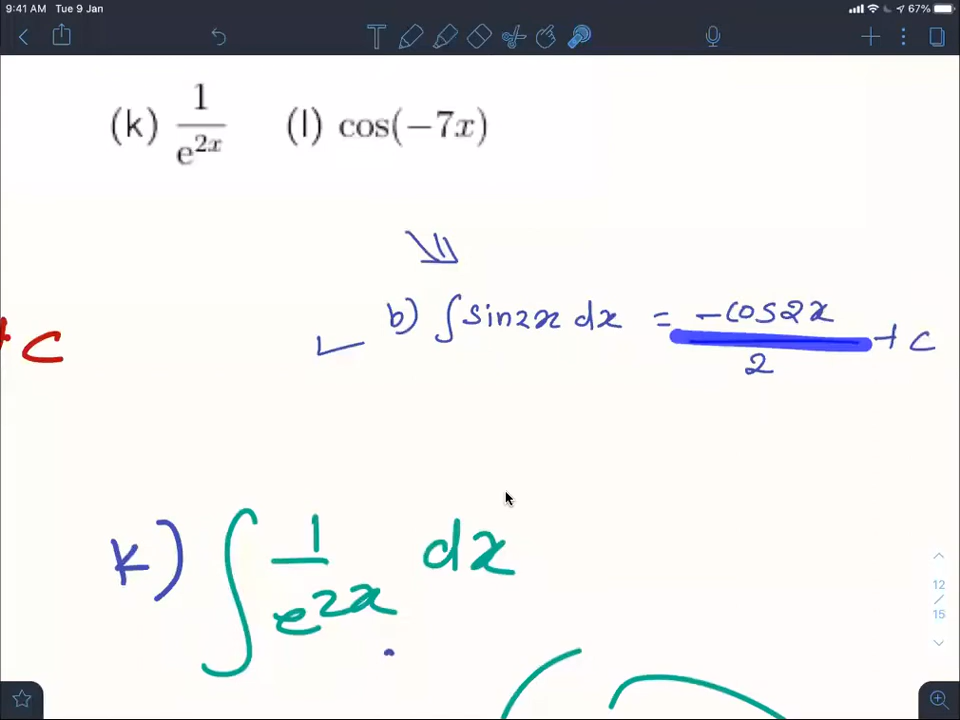 9:41 AM Tue 9 Jan 67%
(k) 1/e^{2x} (l) cos(−7x)
b) ∫ sin2x dx = -cos2x/2 + c
+ c
k) ∫ 1/e^{2x} dx
12
/
15